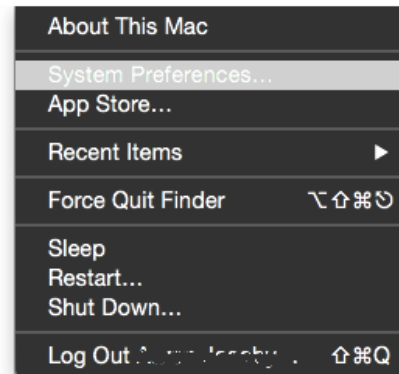 About This Mac
System Preferences...
App Store...
Recent Items ▶
Force Quit Finder ⌥⇧⌘⎋
Sleep
Restart...
Shut Down...
Log Out ⇧⌘Q